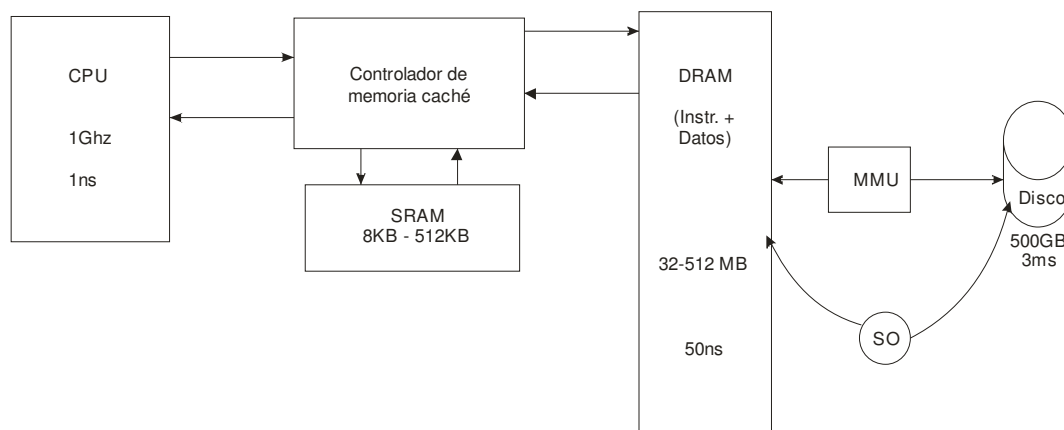 CPU
1Ghz
1ns
Controlador de
memoria caché
SRAM
8KB - 512KB
DRAM
(Instr. +
Datos)
32-512 MB
50ns
MMU
Disco
500GB
3ms
SO